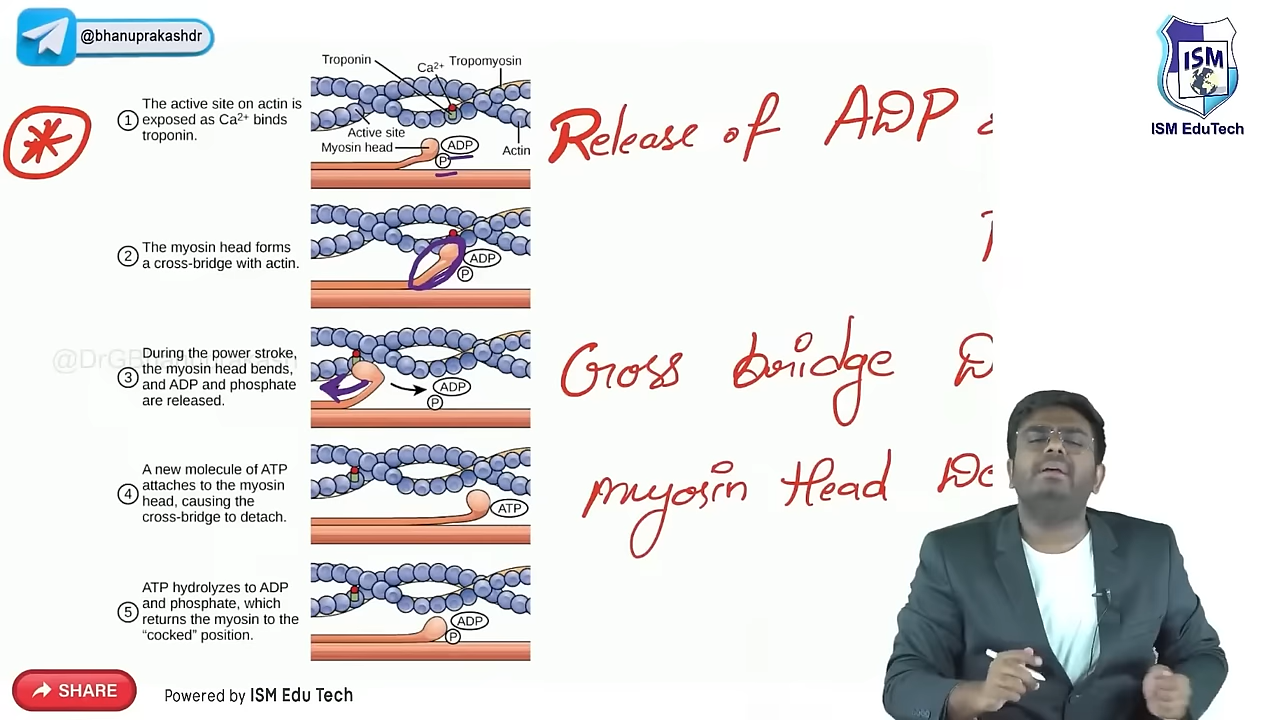 @bhanuprakashdr
ISM
ISM EduTech
1 The active site on actin is
exposed as Ca2+ binds
troponin.
Troponin
Ca2+
Tropomyosin
Active site
Myosin head
ADP
P
Actin
Release of ADP
2 The myosin head forms
a cross-bridge with actin.
ADP
P
3 During the power stroke,
the myosin head bends,
and ADP and phosphate
are released.
ADP
P
Cross bridge D
4 A new molecule of ATP
attaches to the myosin
head, causing the
cross-bridge to detach.
ATP
Myosin Head De
5 ATP hydrolyzes to ADP
and phosphate, which
returns the myosin to the
“cocked” position.
ADP
P
SHARE
Powered by ISM Edu Tech